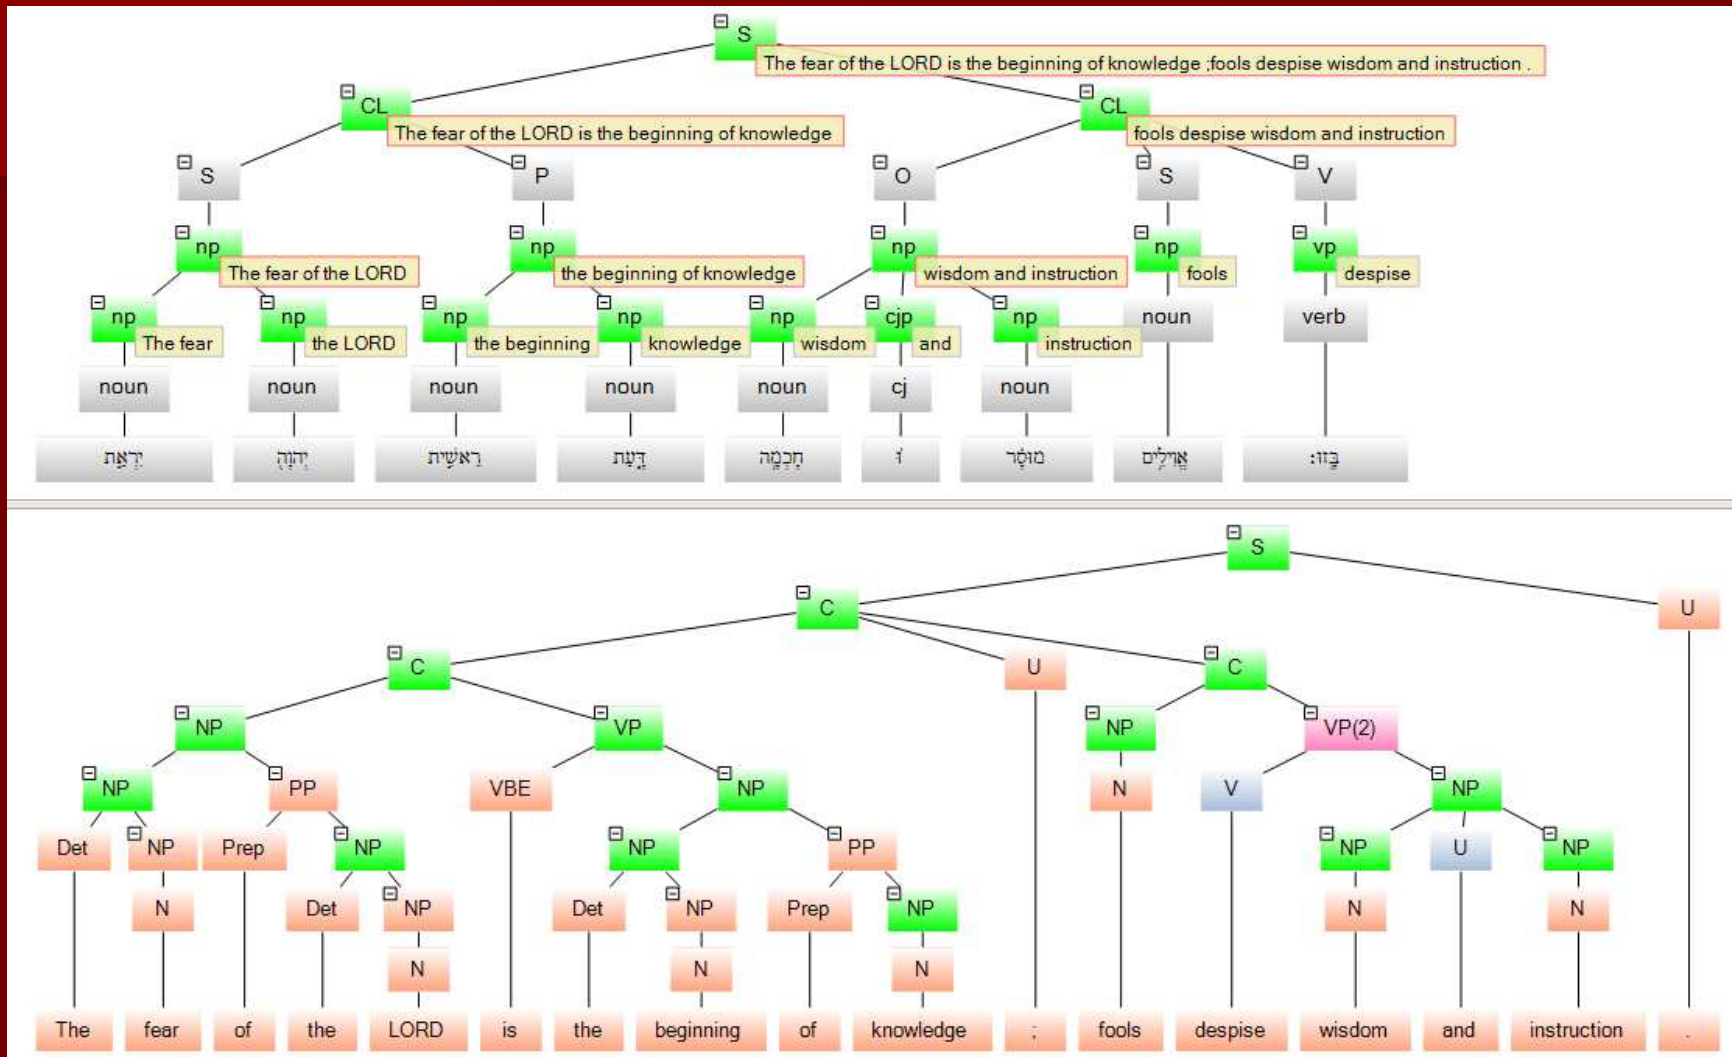 S
The fear of the LORD is the beginning of knowledge ;fools despise wisdom and instruction .
CL CL
The fear of the LORD is the beginning of knowledge fools despise wisdom and instruction
S P O S V
np np np np vp
The fear of the LORD the beginning of knowledge wisdom and instruction fools despise
np np np np np cjp np noun verb
The fear the LORD the beginning knowledge wisdom and instruction
noun noun noun noun noun cj noun
יִרְאַ֣ת יְ֭הוָה רֵאשִׁ֣ית דָּ֑עַת חָכְמָ֥ה וּ֝ מוּסָ֗ר אֱוִילִ֥ים בָּֽזוּ׃
S
C U
C U C
NP VP NP VP(2)
NP PP VBE NP N V NP
Det NP Prep NP NP PP NP U NP
N Det NP Det NP Prep NP N N
N N N
The fear of the LORD is the beginning of knowledge ; fools despise wisdom and instruction .